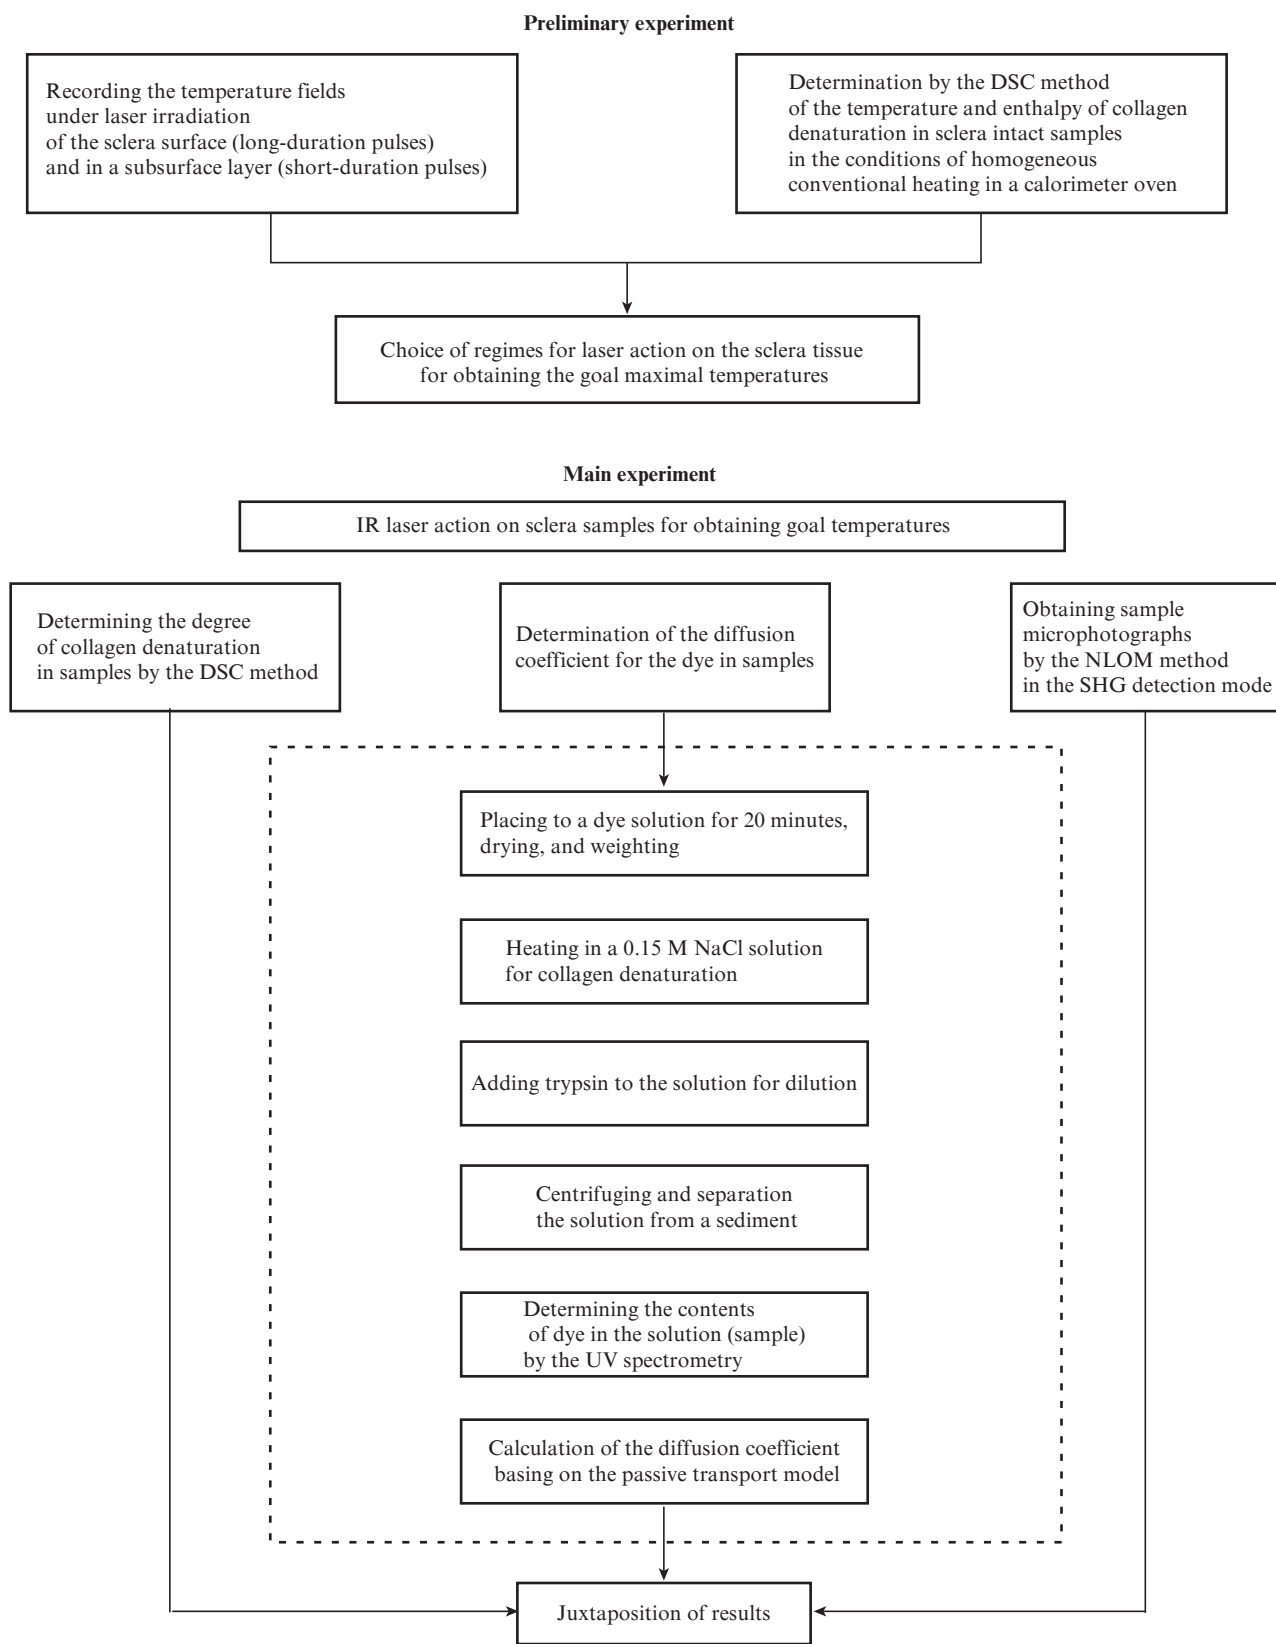 Preliminary experiment
Recording the temperature fields
under laser irradiation
of the sclera surface (long-duration pulses)
and in a subsurface layer (short-duration pulses)
Determination by the DSC method
of the temperature and enthalpy of collagen
denaturation in sclera intact samples
in the conditions of homogeneous
conventional heating in a calorimeter oven
Choice of regimes for laser action on the sclera tissue
for obtaining the goal maximal temperatures
Main experiment
IR laser action on sclera samples for obtaining goal temperatures
Determining the degree
of collagen denaturation
in samples by the DSC method
Determination of the diffusion
coefficient for the dye in samples
Obtaining sample
microphotographs
by the NLOM method
in the SHG detection mode
Placing to a dye solution for 20 minutes,
drying, and weighting
Heating in a 0.15 M NaCl solution
for collagen denaturation
Adding trypsin to the solution for dilution
Centrifuging and separation
the solution from a sediment
Determining the contents
of dye in the solution (sample)
by the UV spectrometry
Calculation of the diffusion coefficient
basing on the passive transport model
Juxtaposition of results